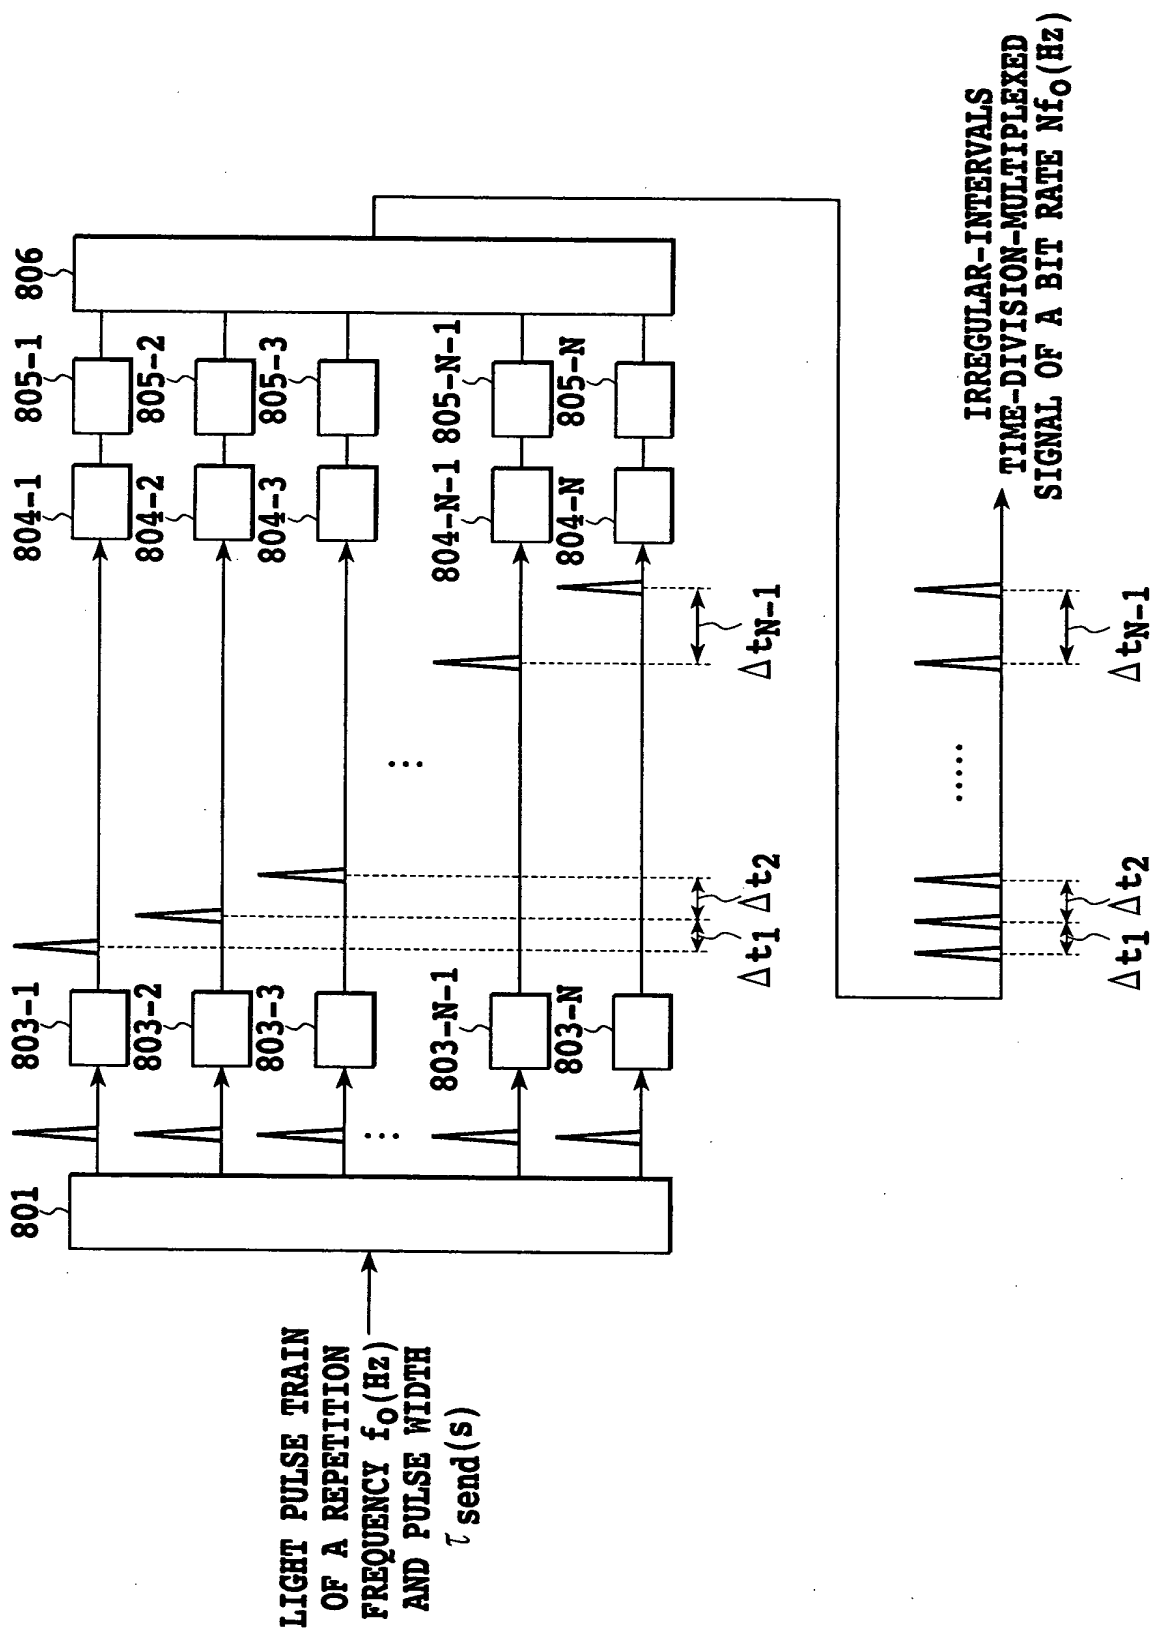 LIGHT PULSE TRAIN
OF A REPETITION
FREQUENCY f0(Hz)
AND PULSE WIDTH
τsend(s)
801
803-1
803-2
803-3
...
803-N-1
803-N
Δt1
Δt2
...
ΔtN-1
804-1
804-2
804-3
804-N-1
804-N
805-1
805-2
805-3
805-N-1
805-N
806
Δt1
Δt2
.....
ΔtN-1
IRREGULAR-INTERVALS
TIME-DIVISION-MULTIPLEXED
SIGNAL OF A BIT RATE Nf0(Hz)